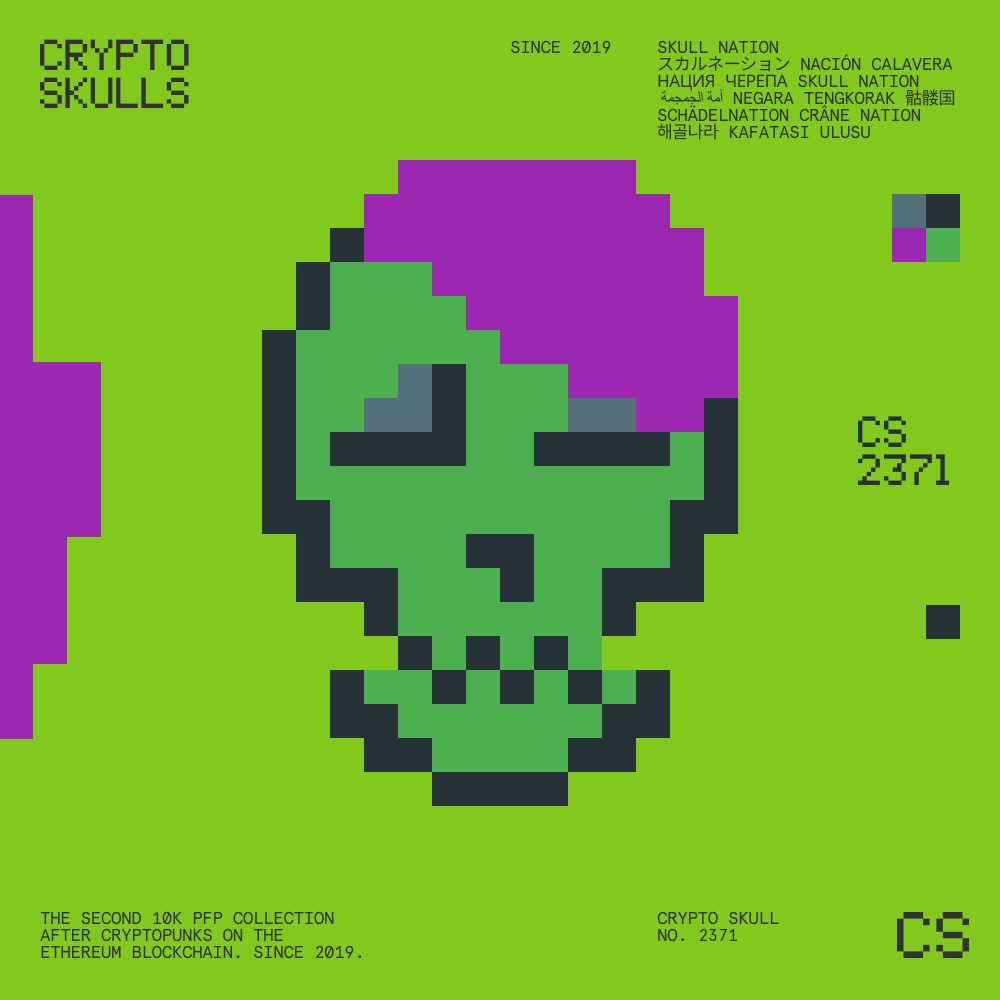 CRYPTO
SKULLS
SINCE 2019
SKULL NATION
スカルネーション NACIÓN CALAVERA
НАЦИЯ ЧЕРЕПА SKULL NATION
أمة الجمجمة NEGARA TENGKORAK 骷髅国
SCHÄDELNATION CRÂNE NATION
해골나라 KAFATASI ULUSU
CS
2371
THE SECOND 10K PFP COLLECTION
AFTER CRYPTOPUNKS ON THE
ETHEREUM BLOCKCHAIN. SINCE 2019.
CRYPTO SKULL
NO. 2371
CS